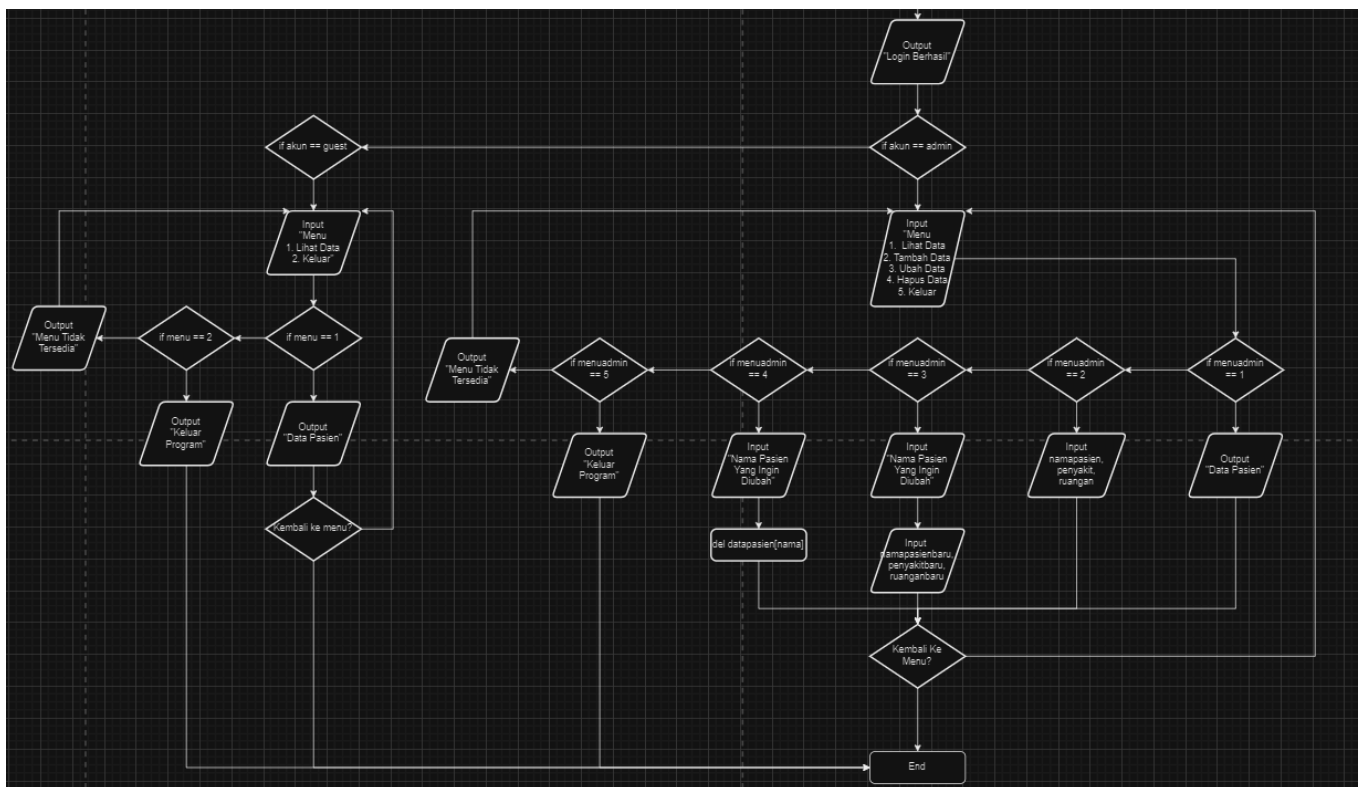 Output
"Login Berhasil"
if akun == guest
if akun == admin
Input
"Menu
1. Lihat Data
2. Keluar"
Input
"Menu
1. Lihat Data
2. Tambah Data
3. Ubah Data
4. Hapus Data
5. Keluar
Output
"Menu Tidak
Tersedia"
if menu == 2
if menu == 1
Output
"Menu Tidak
Tersedia"
if menuadmin
== 5
if menuadmin
== 4
if menuadmin
== 3
if menuadmin
== 2
if menuadmin
== 1
Output
"Keluar
Program"
Output
"Data Pasien"
Output
"Keluar
Program"
Input
"Nama Pasien
Yang Ingin
Diubah"
Input
"Nama Pasien
Yang Ingin
Diubah"
Input
namapasien,
penyakit,
ruangan
Output
"Data Pasien"
Kembali ke menu?
del datapasien[nama]
Input
namapasienbaru,
penyakitbaru,
ruanganbaru
Kembali Ke
Menu?
End